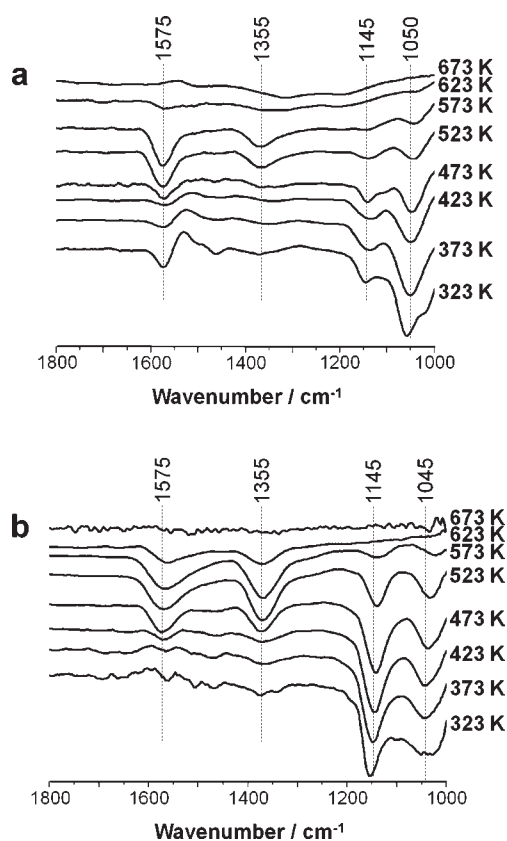 1575 1355 1145 1050
a
673 K
623 K
573 K
523 K
473 K
423 K
373 K
323 K
1800 1600 1400 1200 1000
Wavenumber / cm-1
1575 1355 1145 1045
b
673 K
623 K
573 K
523 K
473 K
423 K
373 K
323 K
1800 1600 1400 1200 1000
Wavenumber / cm-1